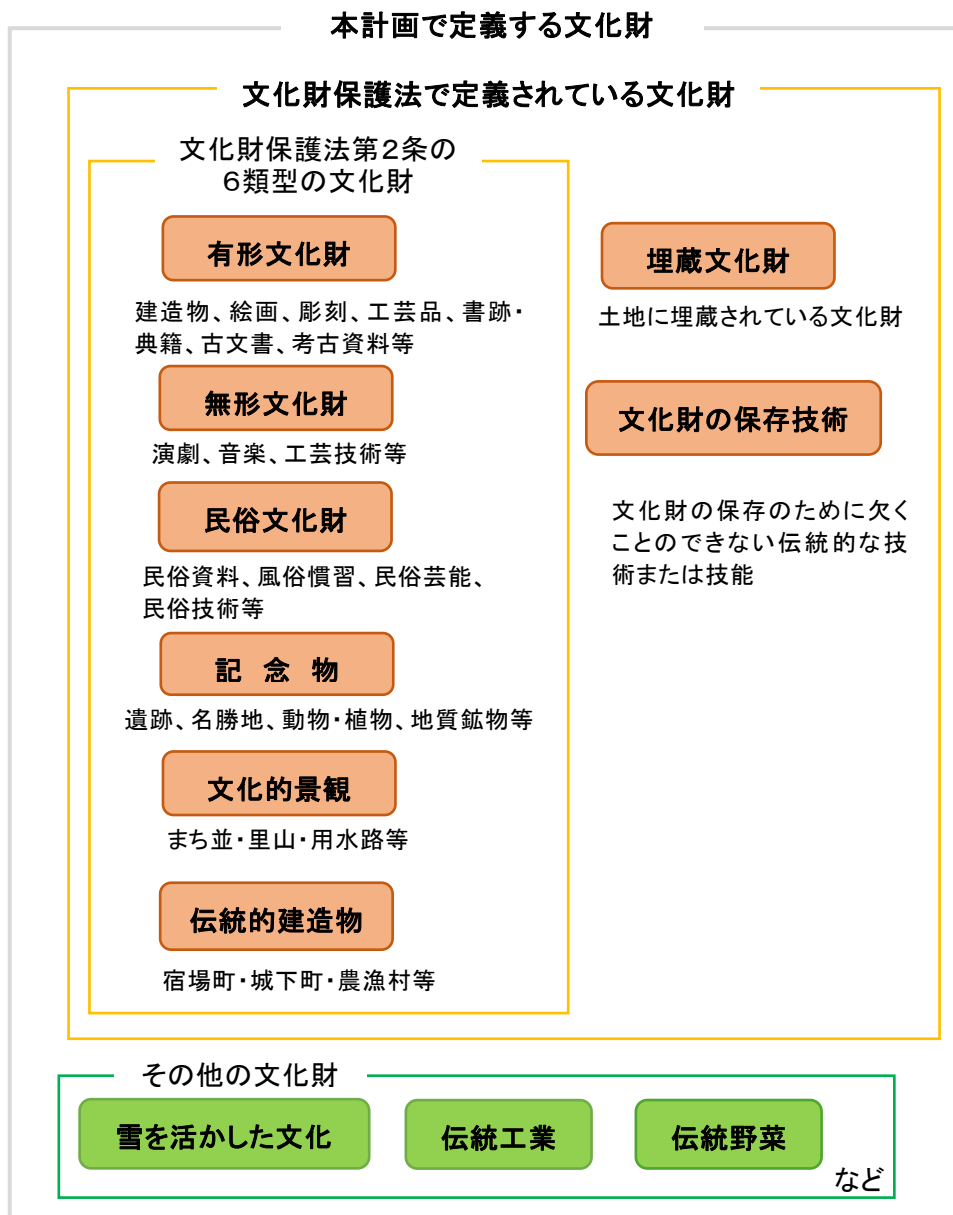 本計画で定義する文化財
文化財保護法で定義されている文化財
文化財保護法第2条の
6類型の文化財
有形文化財
建造物、絵画、彫刻、工芸品、書跡・
典籍、古文書、考古資料等
無形文化財
演劇、音楽、工芸技術等
民俗文化財
民俗資料、風俗慣習、民俗芸能、
民俗技術等
記 念 物
遺跡、名勝地、動物・植物、地質鉱物等
文化的景観
まち並・里山・用水路等
伝統的建造物
宿場町・城下町・農漁村等
埋蔵文化財
土地に埋蔵されている文化財
文化財の保存技術
文化財の保存のために欠く
ことのできない伝統的な技
術または技能
その他の文化財
雪を活かした文化
伝統工業
伝統野菜
など